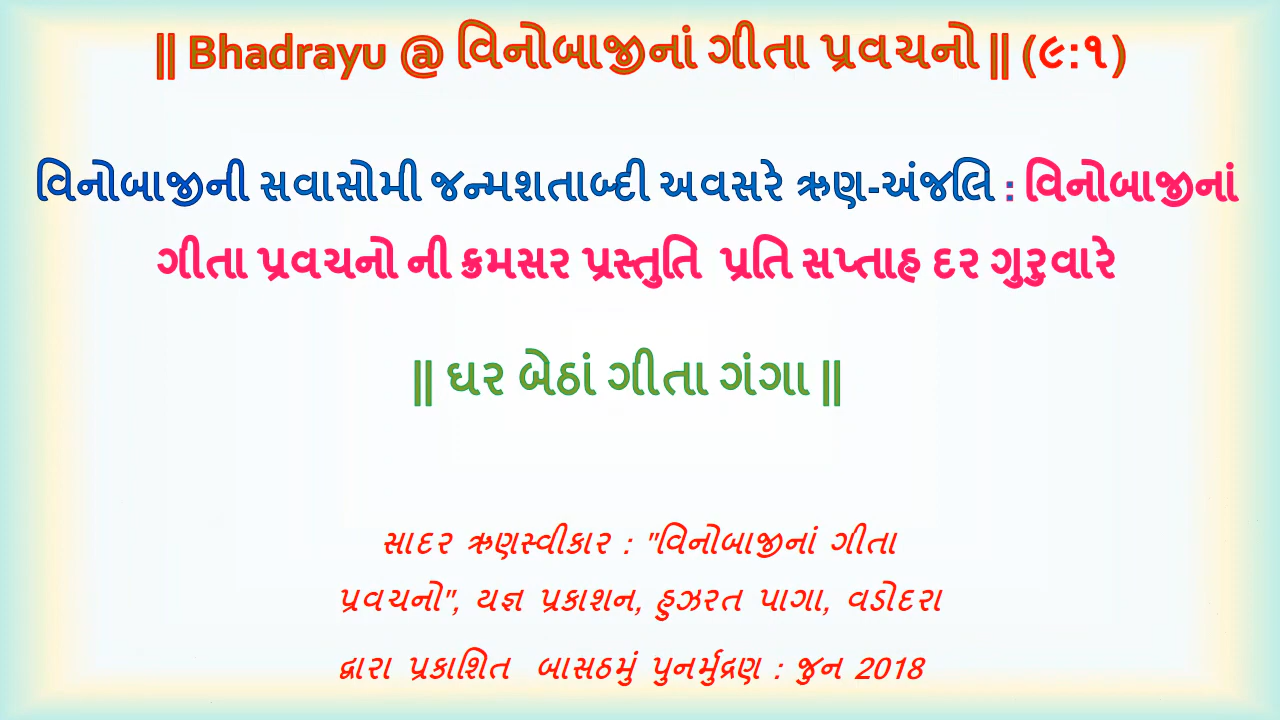 || Bhadrayu @ વિનોબાજીનાં ગીતા પ્રવચનો || (૯:૧)
વિનોબાજીની સવાસોમી જન્મશતાબ્દી અવસરે ઋણ-અંજલિ : વિનોબાજીનાં
ગીતા પ્રવચનો ની ક્રમસર પ્રસ્તુતિ પ્રતિ સપ્તાહ દર ગુરુવારે
|| ઘર બેઠાં ગીતા ગંગા ||
સાદર ઋણસ્વીકાર : "વિનોબાજીનાં ગીતા
પ્રવચનો", યજ્ઞ પ્રકાશન, હુઝરત પાગા, વડોદરા
દ્વારા પ્રકાશિત બાસઠમું પુનર્મુદ્રણ : જુન 2018